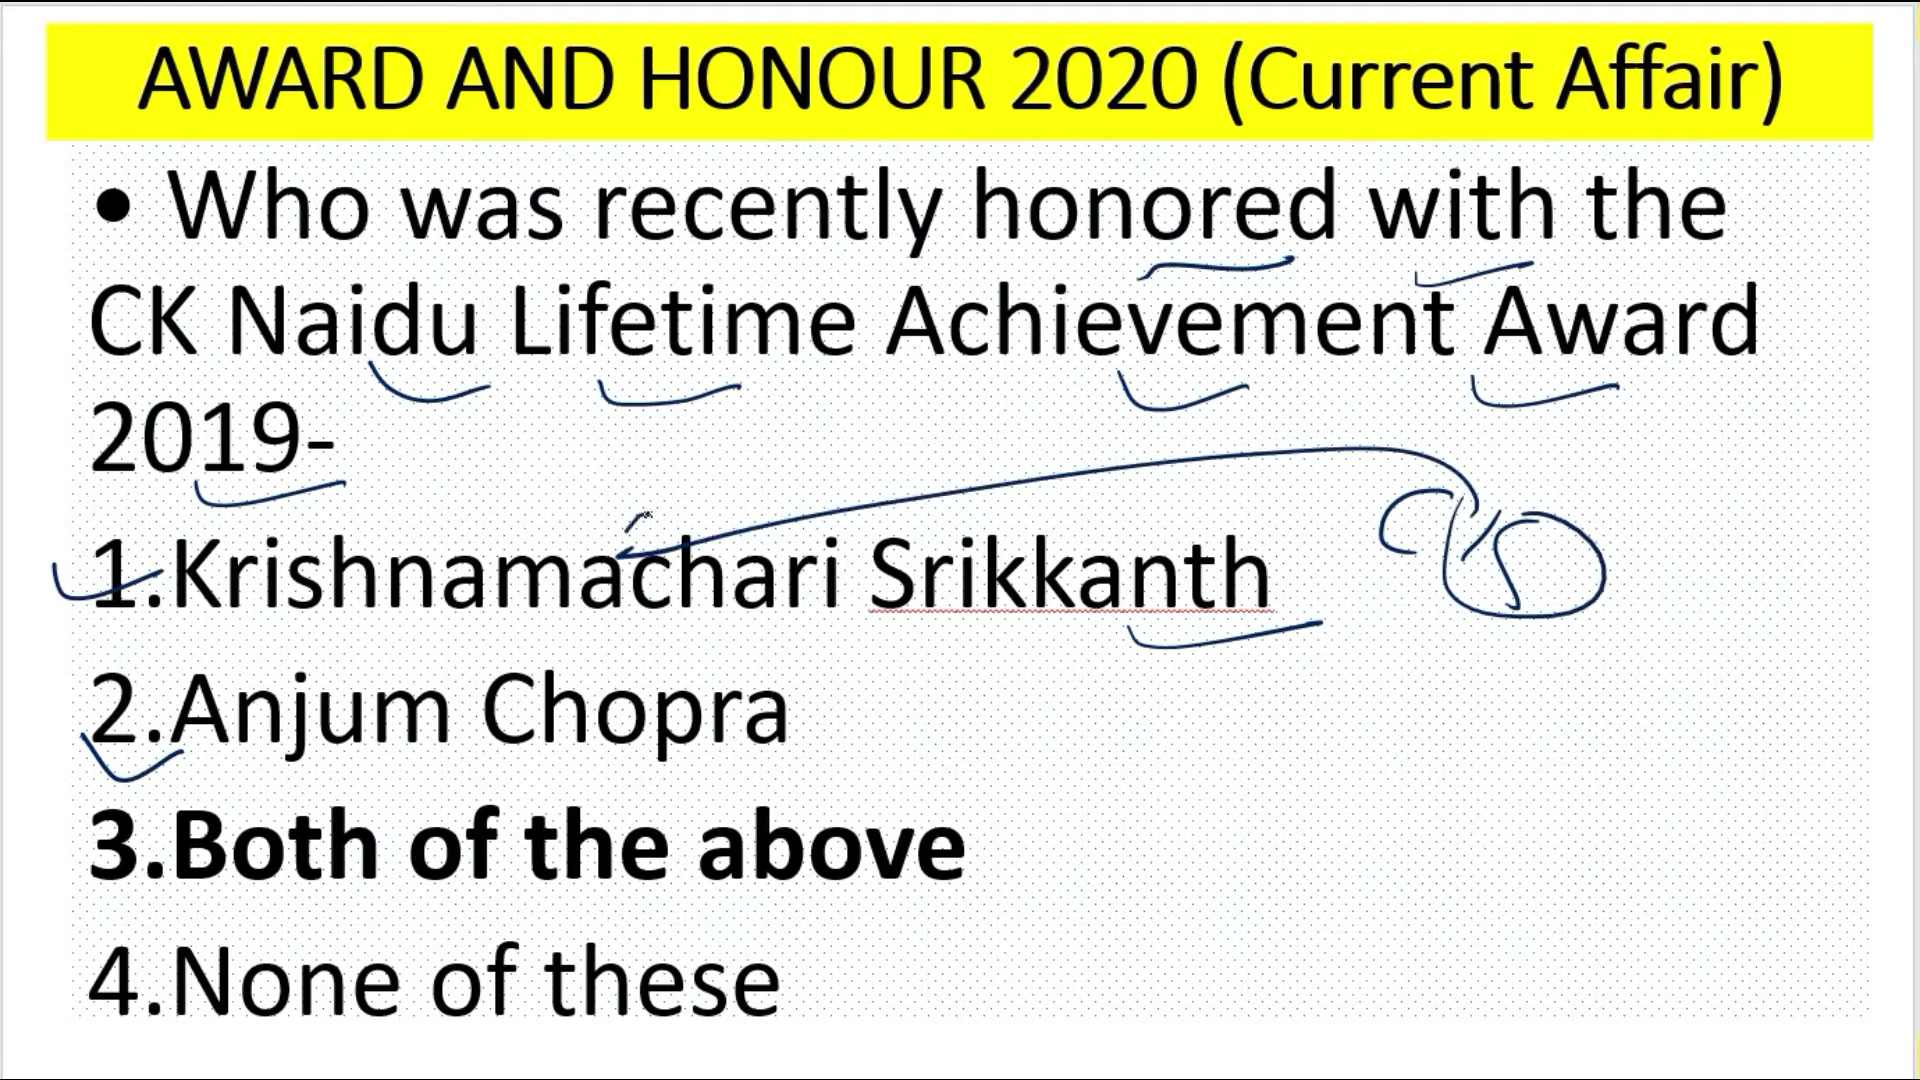 AWARD AND HONOUR 2020 (Current Affair)
• Who was recently honored with the
CK Naidu Lifetime Achievement Award
2019-
1.Krishnamachari Srikkanth
2.Anjum Chopra
3.Both of the above
4.None of these